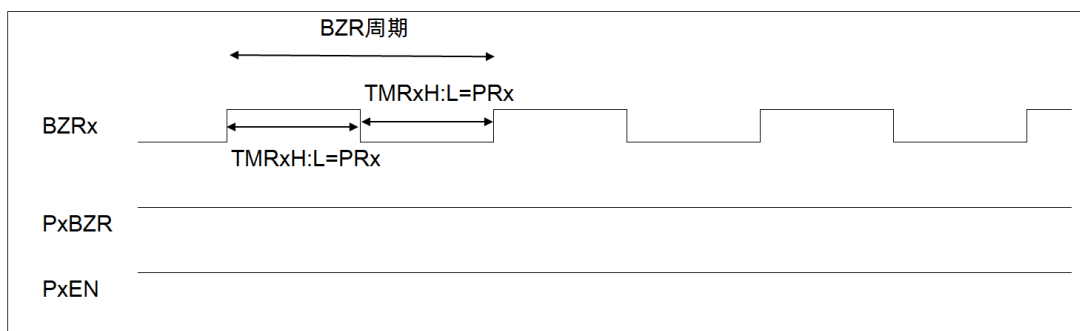 BZR周期
TMRxH:L=PRx
BZRx
TMRxH:L=PRx
PxBZR
PxEN